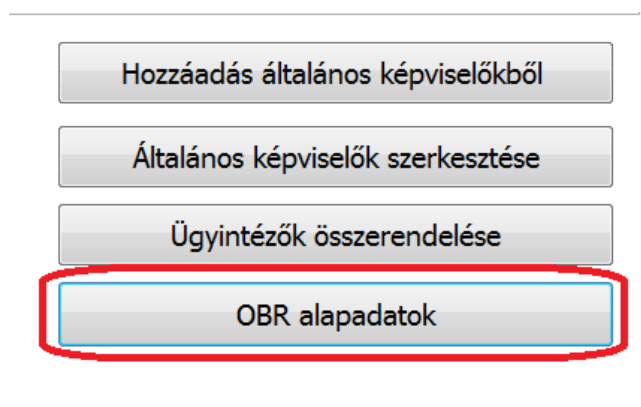 Hozzáadás általános képviselőkből
Általános képviselők szerkesztése
Ügyintézők összerendelése
OBR alapadatok